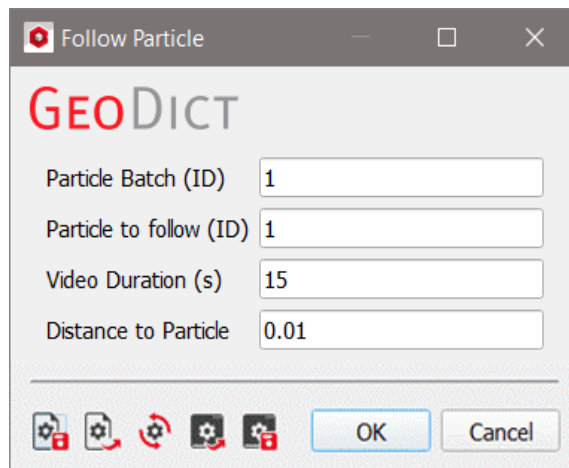 Follow Particle
GEODICT
Particle Batch (ID) 1
Particle to follow (ID) 1
Video Duration (s) 15
Distance to Particle 0.01
OK Cancel